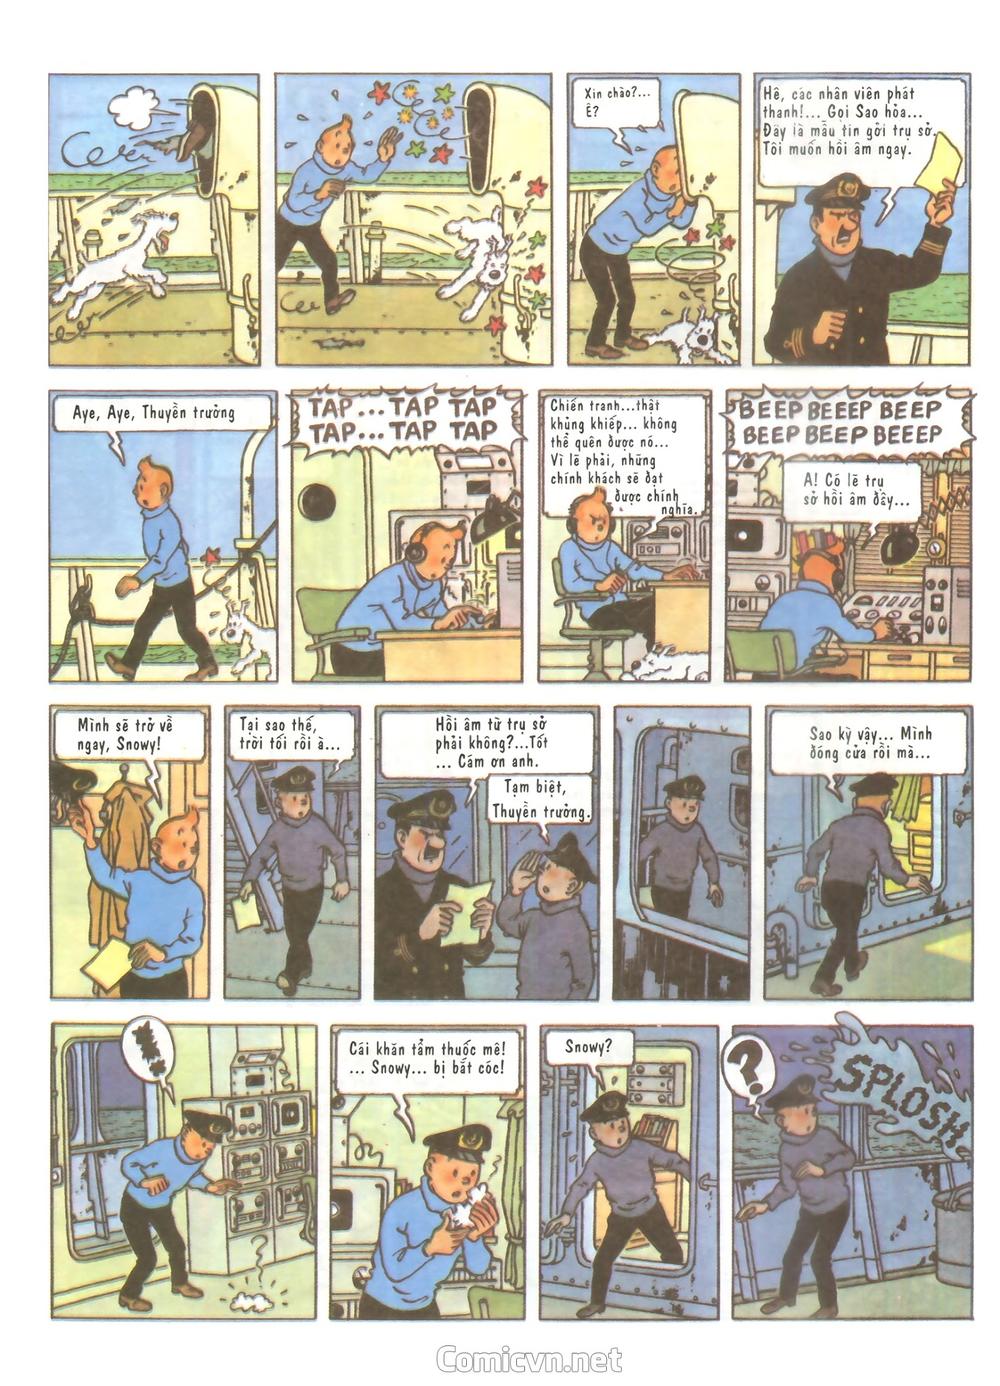 Xin chào?...
Ê?
Hê, các nhân viên phát
thanh!... Gọi Sao hỏa...
Đây là mẫu tin gởi trụ sở.
Tôi muốn hồi âm ngay.
Aye, Aye, Thuyền trưởng
TAP... TAP TAP
TAP... TAP TAP
Chiến tranh...thật
khủng khiếp... không
thể quên được nó...
Vì lẽ phải, những
chính khách sẽ đạt
được chính
nghĩa.
BEEP BEEEP BEEP
BEEP BEEP BEEEP
A! Có lẽ trụ
sở hồi âm đây...
Mình sẽ trở về
ngay, Snowy!
Tại sao thế,
trời tối rồi à...
Hồi âm từ trụ sở
phải không?...Tốt
... Cám ơn anh.
Tạm biệt,
Thuyền trưởng.
Sao kỳ vậy... Mình
đóng cửa rồi mà...
Cái khăn tẩm thuốc mê!
... Snowy... bị bắt cóc!
Snowy?
?
SPLOSH
Comicvn.net